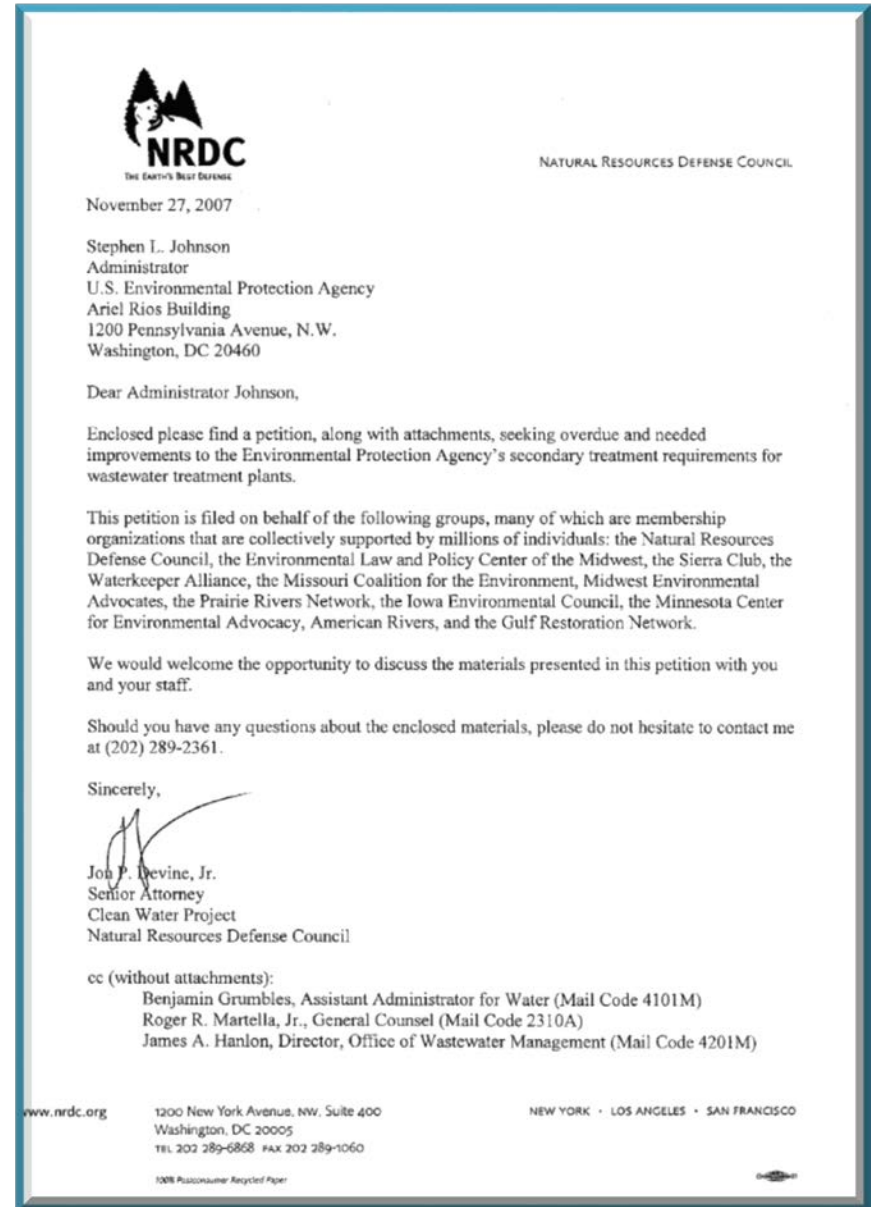 NRDC
THE EARTH'S BEST DEFENSE
NATURAL RESOURCES DEFENSE COUNCIL
November 27, 2007
Stephen L. Johnson
Administrator
U.S. Environmental Protection Agency
Ariel Rios Building
1200 Pennsylvania Avenue, N.W.
Washington, DC 20460
Dear Administrator Johnson,
Enclosed please find a petition, along with attachments, seeking overdue and needed
improvements to the Environmental Protection Agency's secondary treatment requirements for
wastewater treatment plants.
This petition is filed on behalf of the following groups, many of which are membership
organizations that are collectively supported by millions of individuals: the Natural Resources
Defense Council, the Environmental Law and Policy Center of the Midwest, the Sierra Club, the
Waterkeeper Alliance, the Missouri Coalition for the Environment, Midwest Environmental
Advocates, the Prairie Rivers Network, the Iowa Environmental Council, the Minnesota Center
for Environmental Advocacy, American Rivers, and the Gulf Restoration Network.
We would welcome the opportunity to discuss the materials presented in this petition with you
and your staff.
Should you have any questions about the enclosed materials, please do not hesitate to contact me
at (202) 289-2361.
Sincerely,
Jon P. Devine, Jr.
Senior Attorney
Clean Water Project
Natural Resources Defense Council
cc (without attachments):
Benjamin Grumbles, Assistant Administrator for Water (Mail Code 4101M)
Roger R. Martella, Jr., General Counsel (Mail Code 2310A)
James A. Hanlon, Director, Office of Wastewater Management (Mail Code 4201M)
www.nrdc.org
1200 New York Avenue, NW, Suite 400
Washington, DC 20005
TEL 202 289-6868 FAX 202 289-1060
100% Postconsumer Recycled Paper
NEW YORK • LOS ANGELES • SAN FRANCISCO